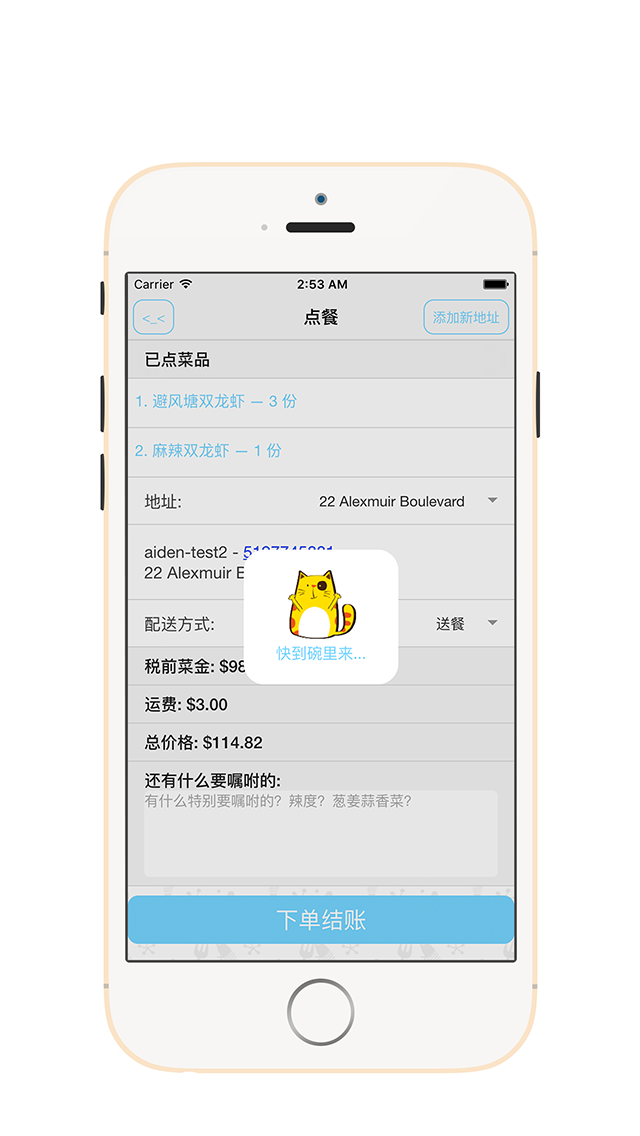 Carrier 2:53 AM
<_< 点餐 添加新地址
已点菜品
1. 避风塘双龙虾 — 3 份
2. 麻辣双龙虾 — 1 份
地址: 22 Alexmuir Boulevard
aiden-test2 -
22 Alexmuir
配送方式: 送餐
快到碗里来...
税前菜金: $98
运费: $3.00
总价格: $114.82
还有什么要嘱咐的:
有什么特别要嘱咐的? 辣度? 葱姜蒜香菜?
下单结账